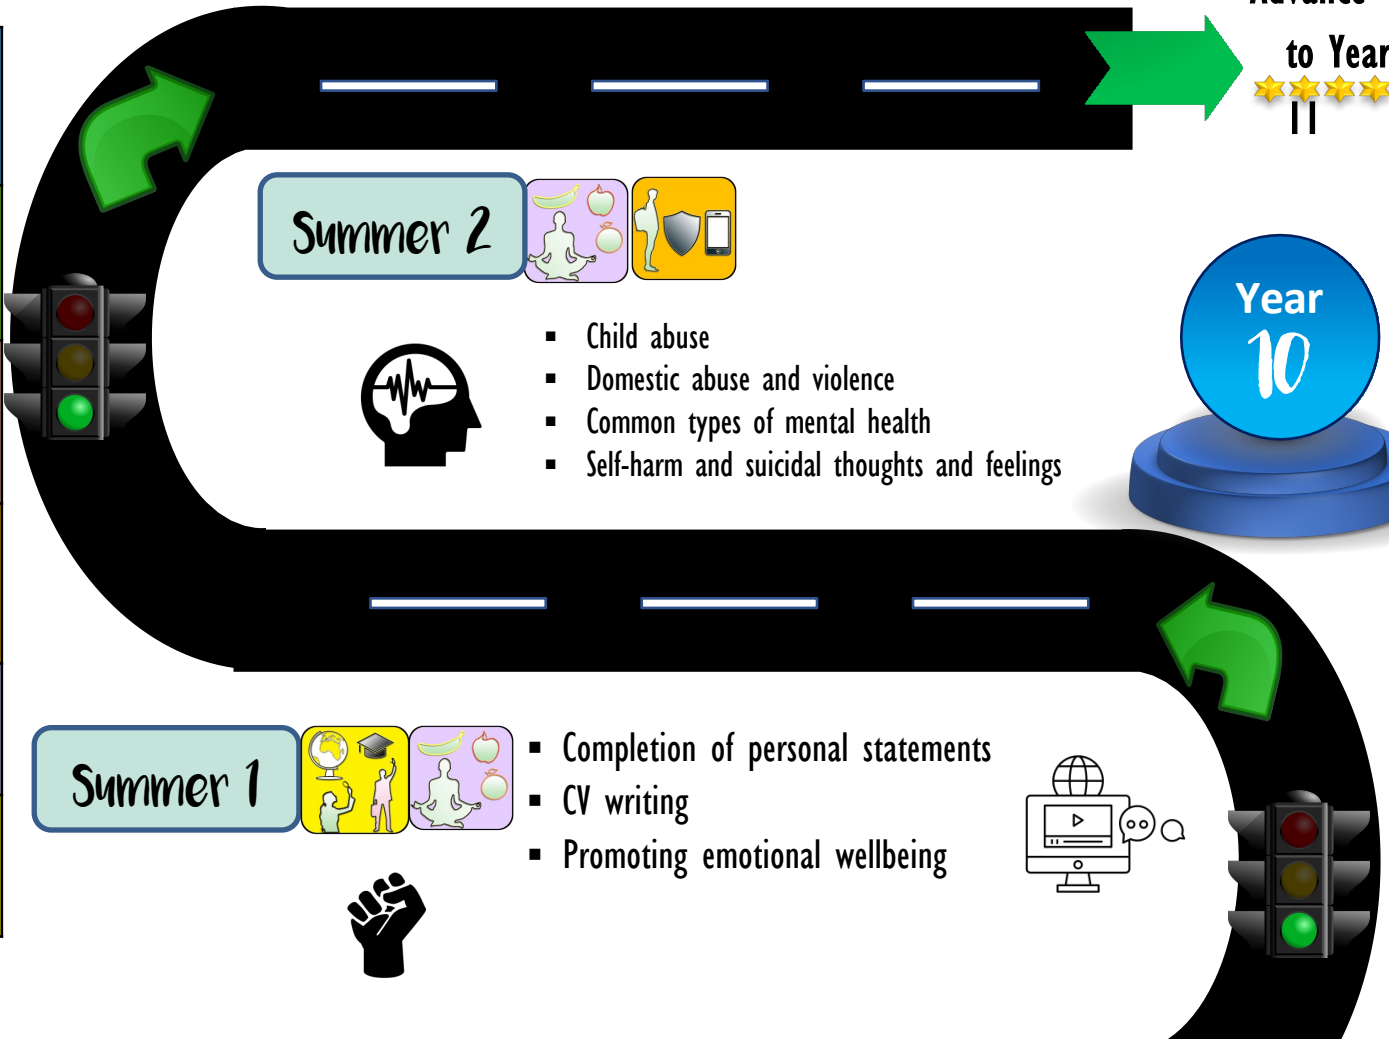 Advance
to Year
11
Summer 2
▪ Child abuse
▪ Domestic abuse and violence
▪ Common types of mental health
▪ Self-harm and suicidal thoughts and feelings
Year
10
Summer 1
▪ Completion of personal statements
▪ CV writing
▪ Promoting emotional wellbeing